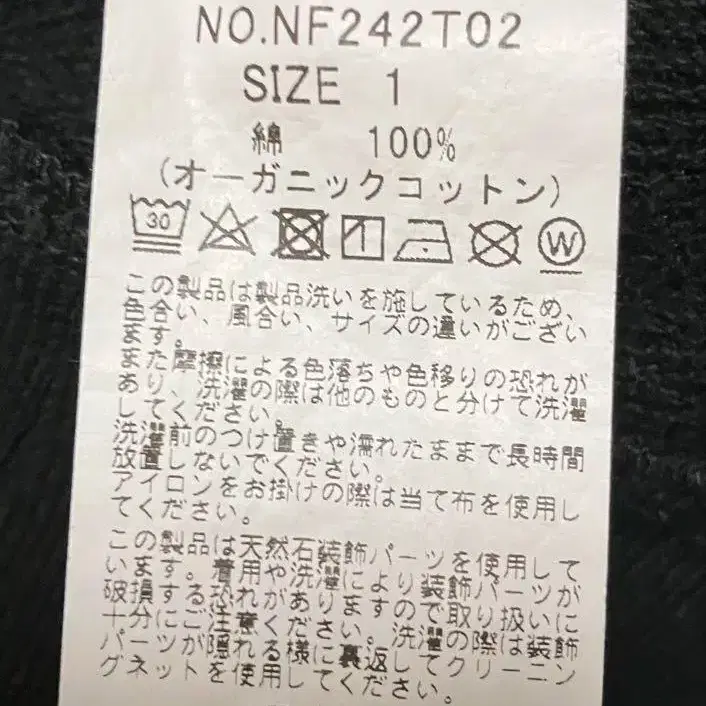 NO.NF242T02
SIZE 1
綿 100%
(オーガニックコットン)
30
W
この製品は製品洗いを施しているため、
色合い、風合い、サイズの違いがござい
ます。
また摩擦による色落ちや色移りの恐れが
あり、洗濯の際は他のものと分けて洗濯
してください。
洗濯前のつけ置きや濡れたままで長時間
放置しないでください。
アイロンをお掛けの際は当て布を使用し
てください。
この製品は天然石装飾パーツを使用して
います。着用や洗濯により装飾パーツが
破損する恐れがありますので取り扱いに
十分にご注意ください。洗濯の際は装飾
パーツが隠れる様に裏返してクリーニン
グネットを使用してください。